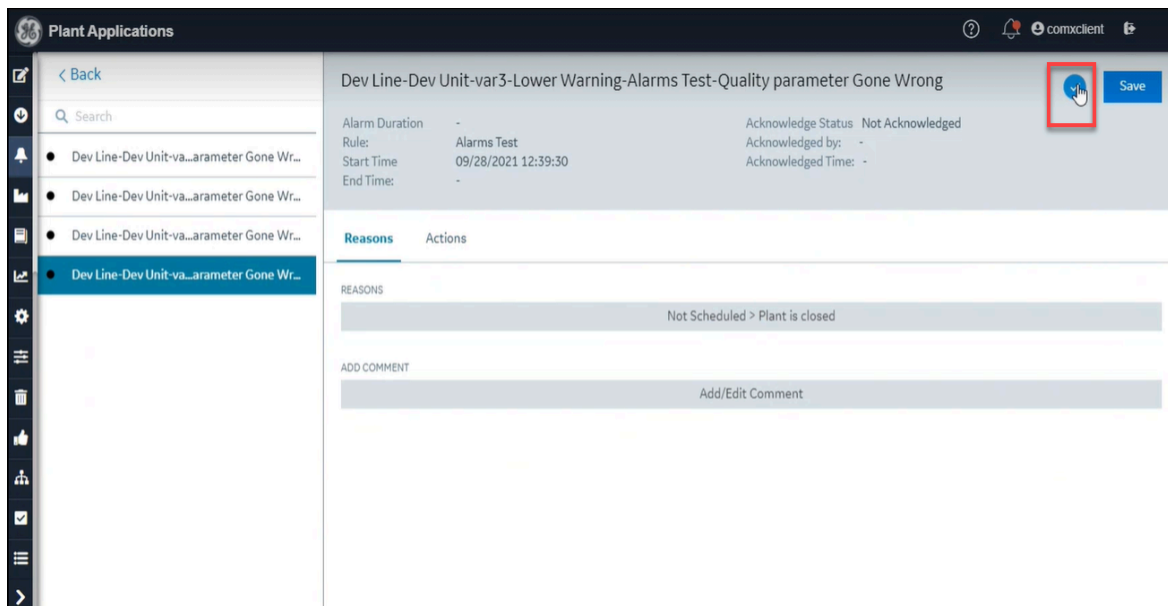 Plant Applications
comxclient
< Back
Search
Dev Line-Dev Unit-va...arameter Gone Wr...
Dev Line-Dev Unit-va...arameter Gone Wr...
Dev Line-Dev Unit-va...arameter Gone Wr...
Dev Line-Dev Unit-va...arameter Gone Wr...
Dev Line-Dev Unit-var3-Lower Warning-Alarms Test-Quality parameter Gone Wrong
Save
Alarm Duration -
Rule: Alarms Test
Start Time 09/28/2021 12:39:30
End Time: -
Acknowledge Status Not Acknowledged
Acknowledged by: -
Acknowledged Time: -
Reasons Actions
REASONS
Not Scheduled > Plant is closed
ADD COMMENT
Add/Edit Comment